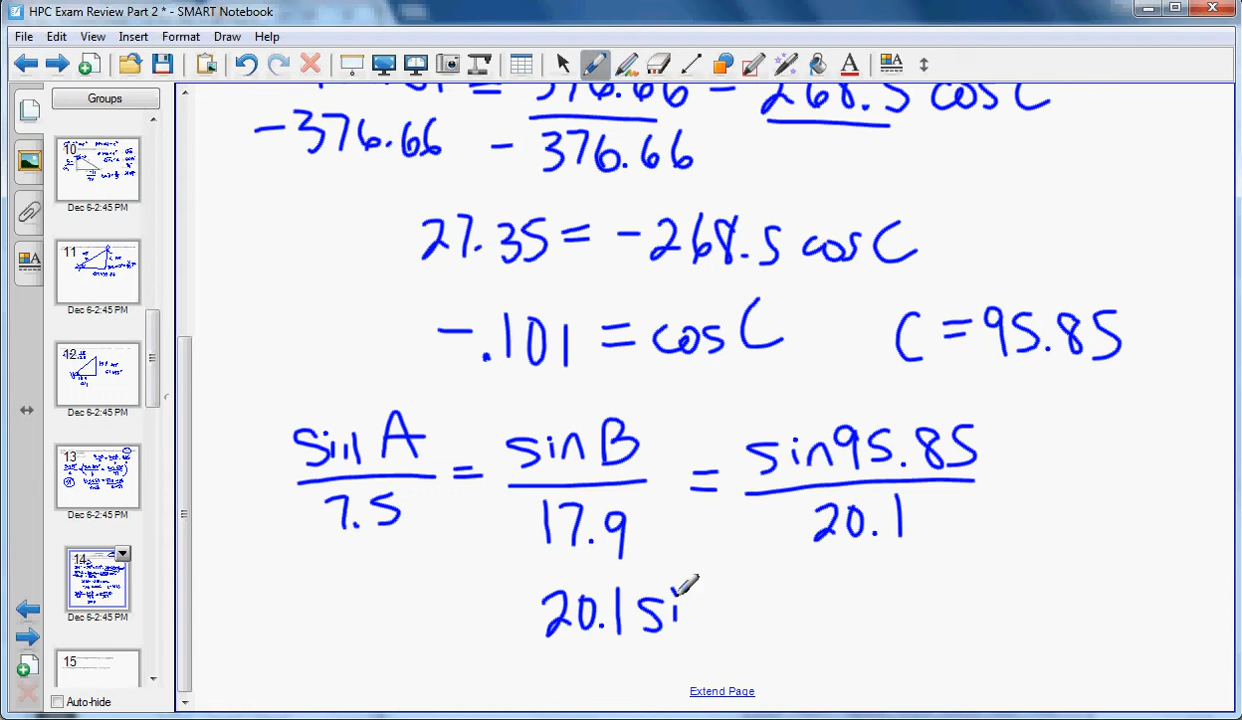 HPC Exam Review Part 2 * - SMART Notebook
File Edit View Insert Format Draw Help
Groups
10
Dec 6-2:45 PM
11
Dec 6-2:45 PM
12
Dec 6-2:45 PM
13
Dec 6-2:45 PM
14
Dec 6-2:45 PM
15
Auto-hide
= 376.66 - 268.5 cos C
-376.66 - 376.66
27.35 = -268.5 cos C
-.101 = cos C C = 95.85
sin A / 7.5 = sin B / 17.9 = sin 95.85 / 20.1
20.1 si
Extend Page